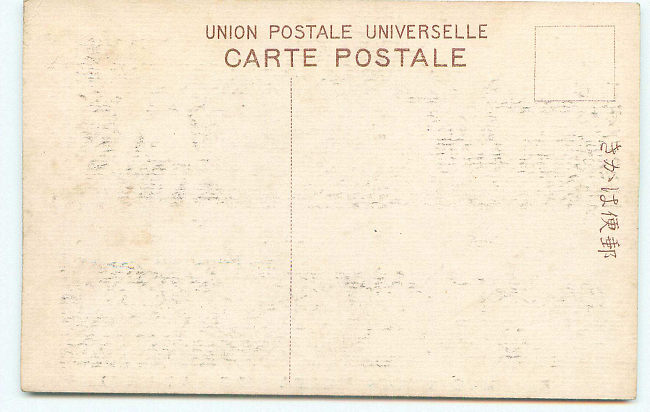 UNION POSTALE UNIVERSELLE
CARTE POSTALE
きかは便郵